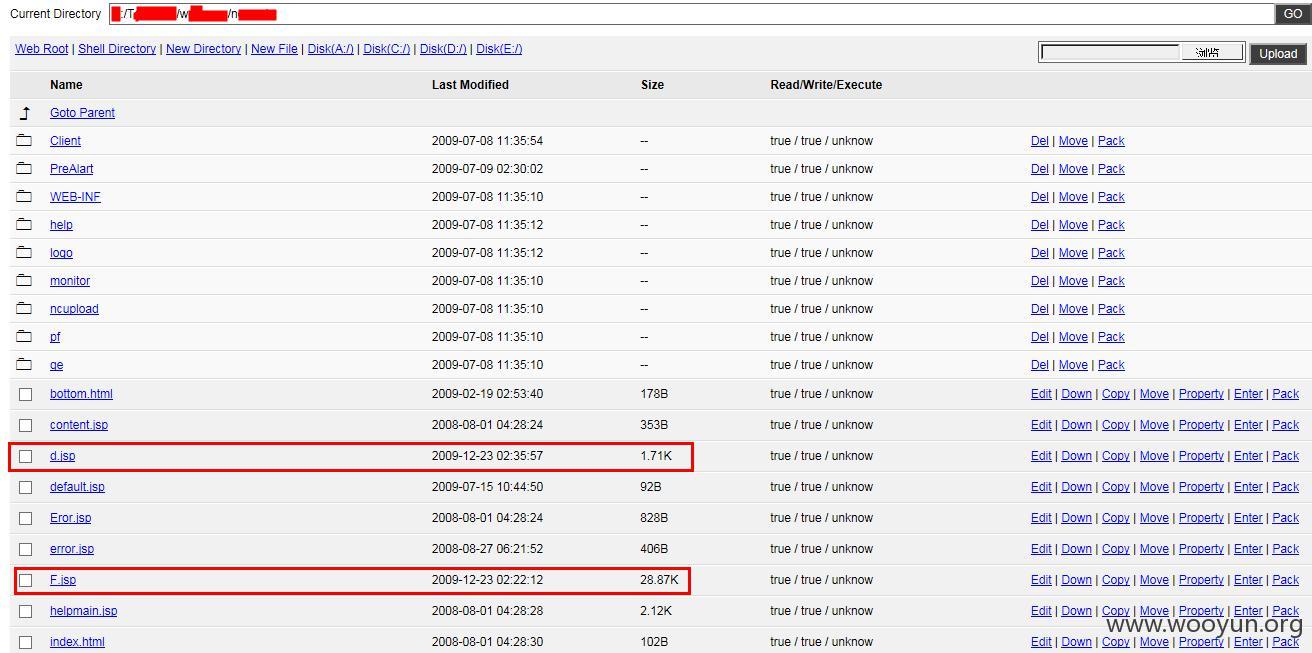 Current Directory :/T /w /n GO
Web Root | Shell Directory | New Directory | New File | Disk(A:/) | Disk(C:/) | Disk(D:/) | Disk(E:/) Upload
Name Last Modified Size Read/Write/Execute
Goto Parent
Client 2009-07-08 11:35:54 -- true / true / unknow Del | Move | Pack
PreAlart 2009-07-09 02:30:02 -- true / true / unknow Del | Move | Pack
WEB-INF 2009-07-08 11:35:10 -- true / true / unknow Del | Move | Pack
help 2009-07-08 11:35:12 -- true / true / unknow Del | Move | Pack
logo 2009-07-08 11:35:12 -- true / true / unknow Del | Move | Pack
monitor 2009-07-08 11:35:10 -- true / true / unknow Del | Move | Pack
ncupload 2009-07-08 11:35:10 -- true / true / unknow Del | Move | Pack
pf 2009-07-08 11:35:10 -- true / true / unknow Del | Move | Pack
qe 2009-07-08 11:35:10 -- true / true / unknow Del | Move | Pack
bottom.html 2009-02-19 02:53:40 178B true / true / unknow Edit | Down | Copy | Move | Property | Enter | Pack
content.jsp 2008-08-01 04:28:24 353B true / true / unknow Edit | Down | Copy | Move | Property | Enter | Pack
d.jsp 2009-12-23 02:35:57 1.71K true / true / unknow Edit | Down | Copy | Move | Property | Enter | Pack
default.jsp 2009-07-15 10:44:50 92B true / true / unknow Edit | Down | Copy | Move | Property | Enter | Pack
Eror.jsp 2008-08-01 04:28:24 828B true / true / unknow Edit | Down | Copy | Move | Property | Enter | Pack
error.jsp 2008-08-27 06:21:52 406B true / true / unknow Edit | Down | Copy | Move | Property | Enter | Pack
F.jsp 2009-12-23 02:22:12 28.87K true / true / unknow Edit | Down | Copy | Move | Property | Enter | Pack
helpmain.jsp 2008-08-01 04:28:28 2.12K true / true / unknow Edit | Down | Copy | Move | Property | Enter | Pack
www.wooyun.org
index.html 2008-08-01 04:28:30 102B true / true / unknow Edit | Down | Copy | Move | Property | Enter | Pack